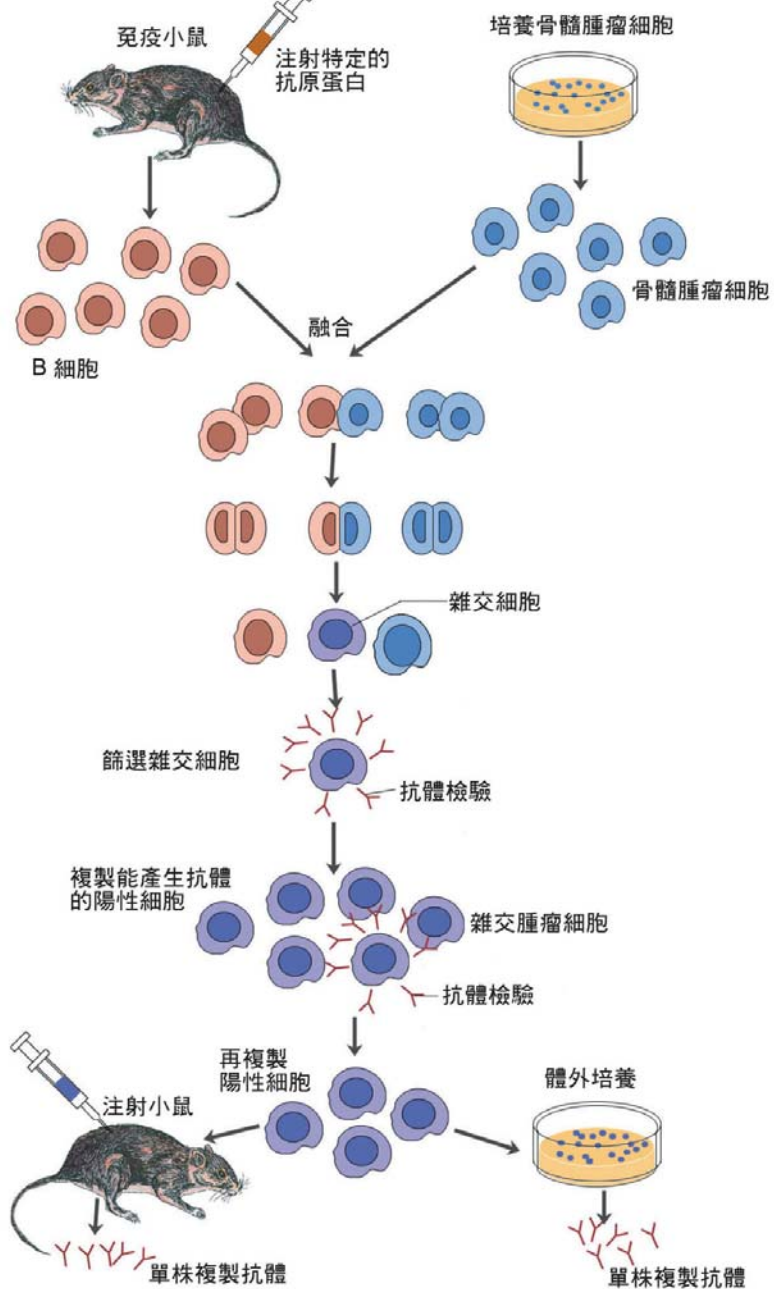 免疫小鼠
注射特定的
抗原蛋白
培養骨髓腫瘤細胞
骨髓腫瘤細胞
B 細胞
融合
雜交細胞
篩選雜交細胞
抗體檢驗
複製能產生抗體
的陽性細胞
雜交腫瘤細胞
抗體檢驗
再複製
陽性細胞
注射小鼠
體外培養
單株複製抗體
單株複製抗體